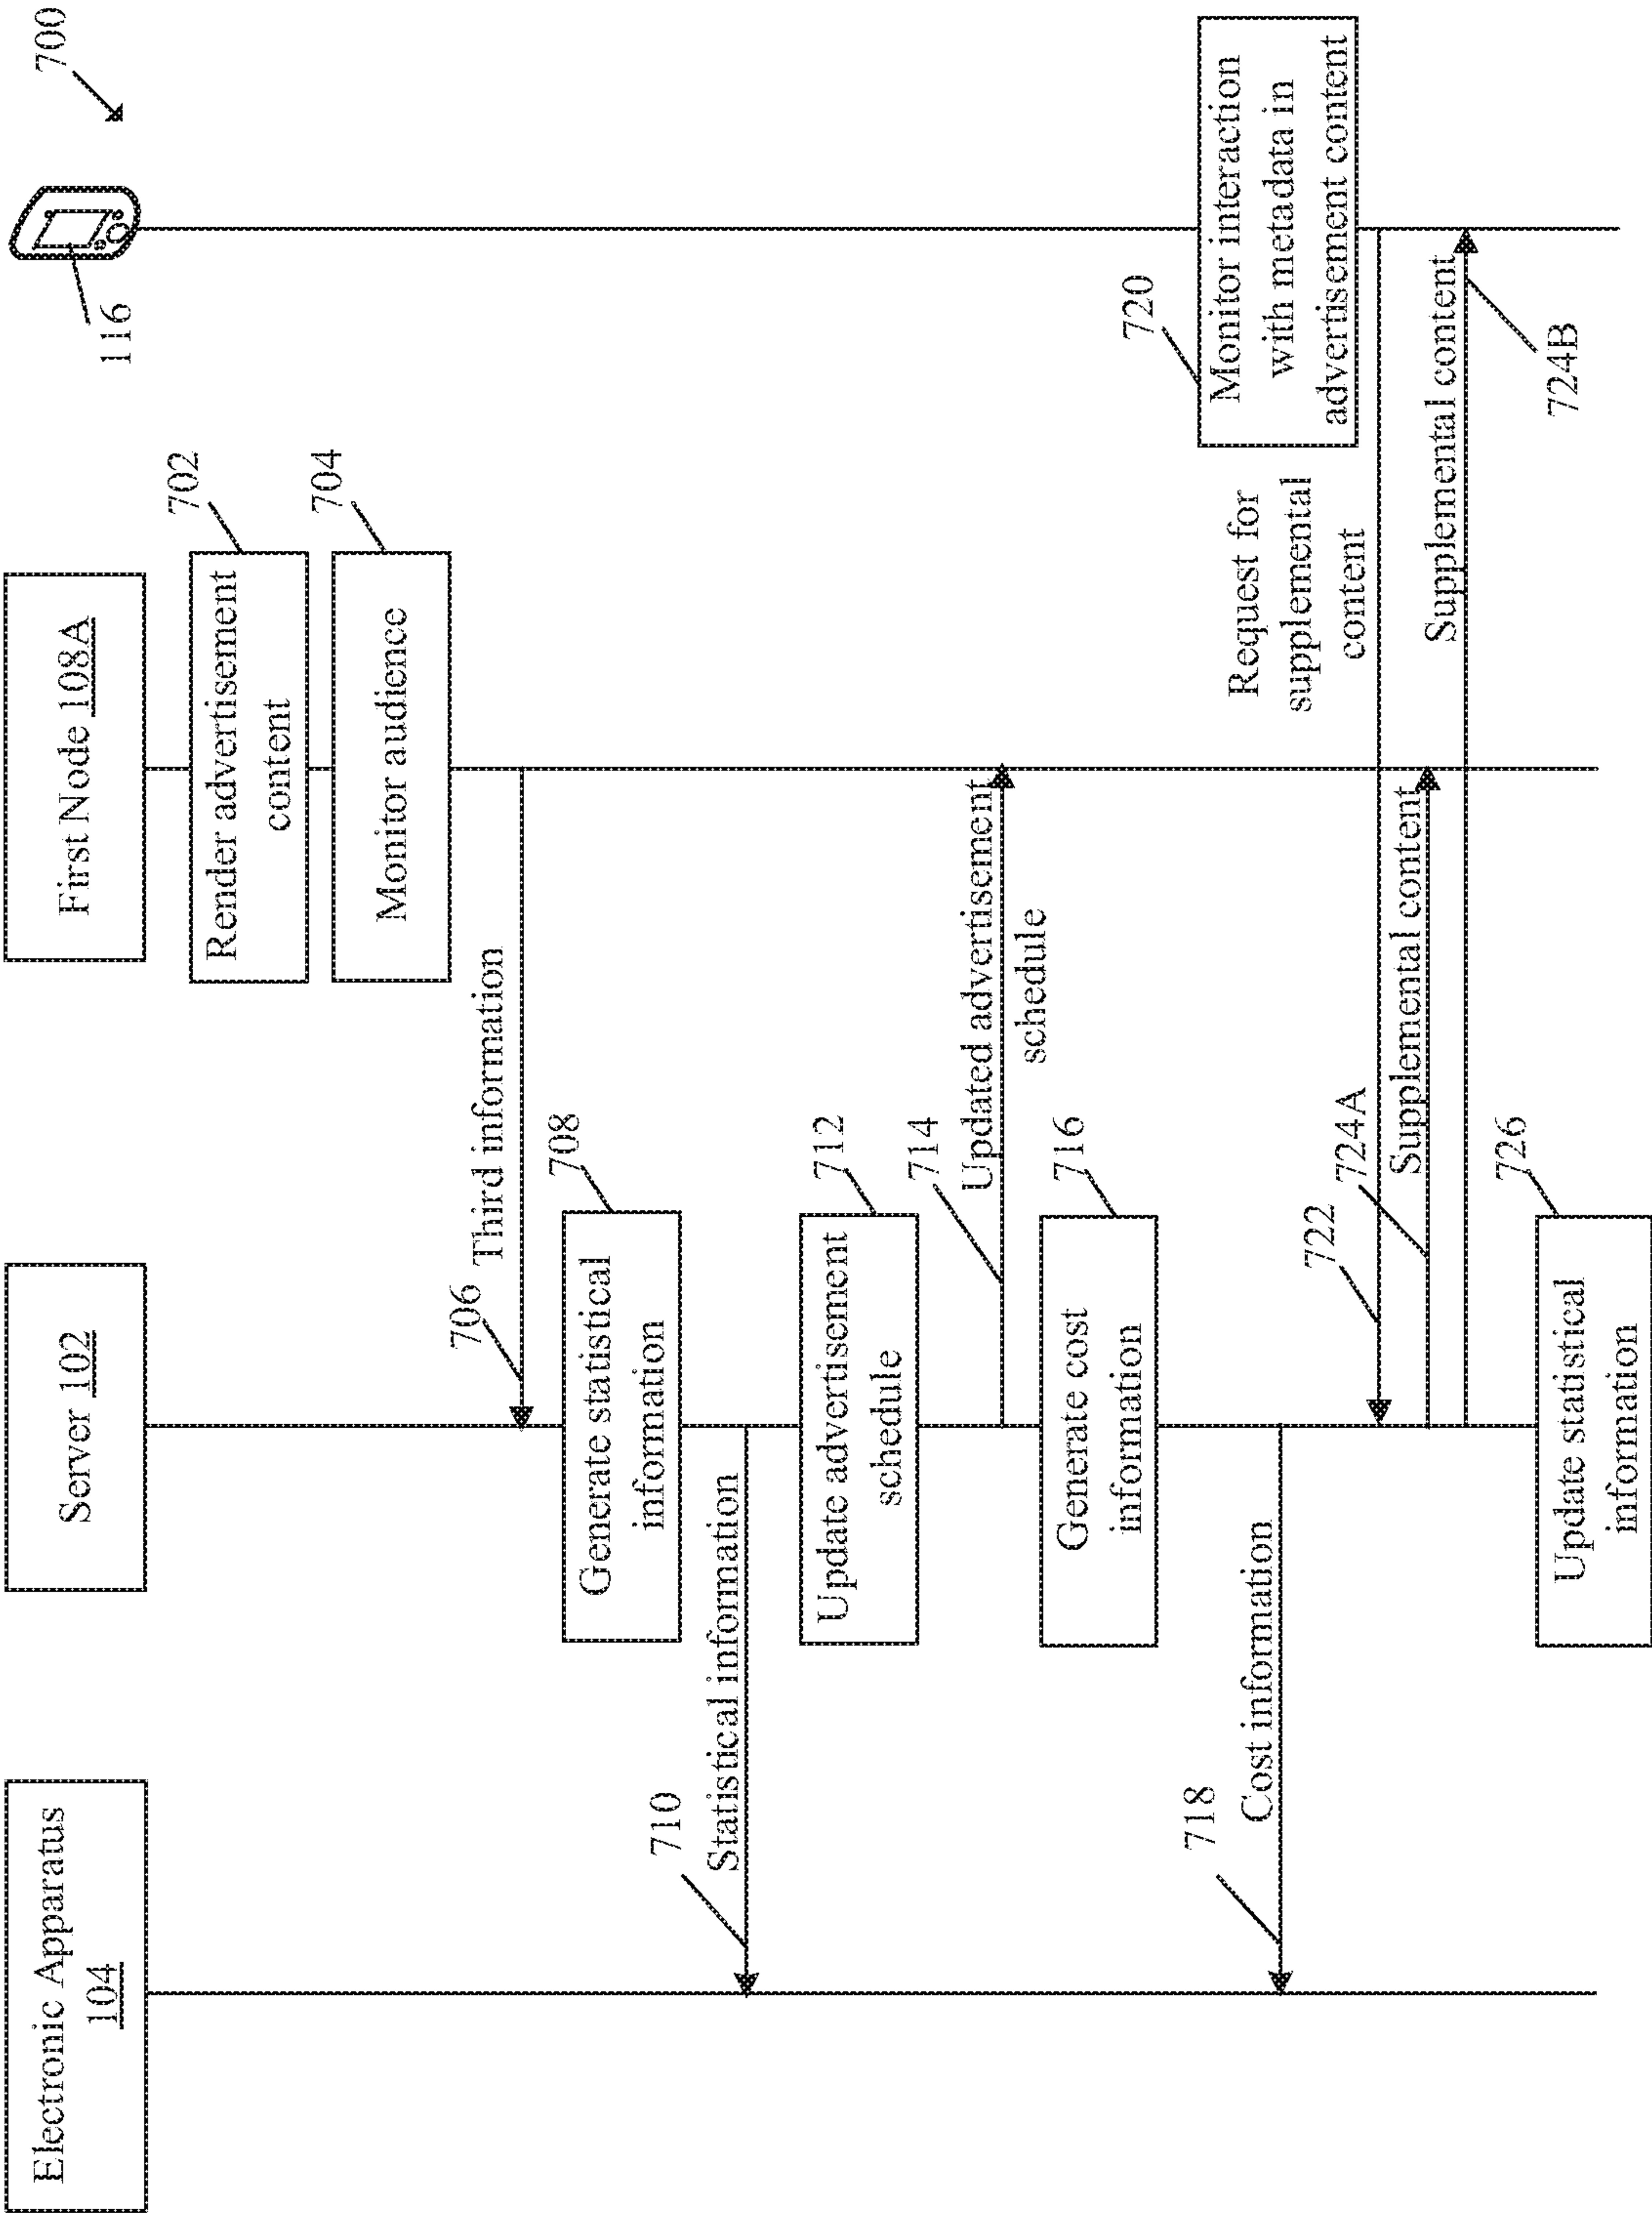 700
Electronic Apparatus
104
Server 102
First Node 108A
116
Render advertisement
content
702
Monitor audience
704
706
Third information
Generate statistical
information
708
710
Statistical information
Update advertisement
schedule
712
714
Updated advertisement
schedule
Generate cost
information
716
718
Cost information
720
Monitor interaction
with metadata in
advertisement content
Request for
supplemental
content
722
724A
Supplemental content
Supplemental content
724B
Update statistical
information
726